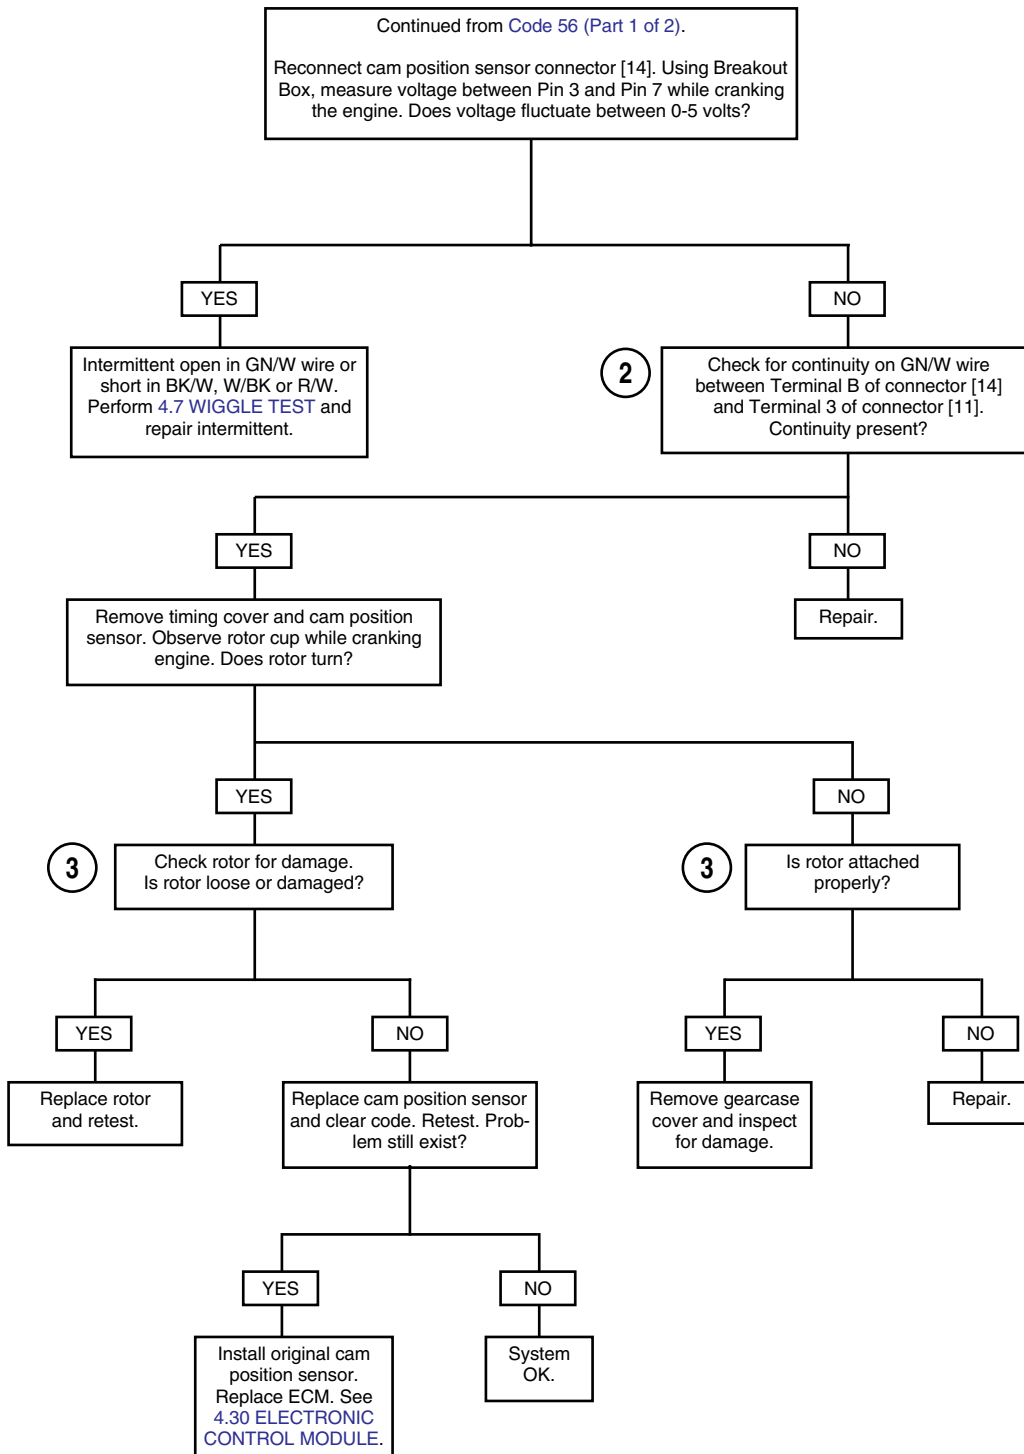 Continued from Code 56 (Part 1 of 2).
Reconnect cam position sensor connector [14]. Using Breakout
Box, measure voltage between Pin 3 and Pin 7 while cranking
the engine. Does voltage fluctuate between 0-5 volts?
YES
NO
Intermittent open in GN/W wire or
short in BK/W, W/BK or R/W.
Perform 4.7 WIGGLE TEST and
repair intermittent.
2
Check for continuity on GN/W wire
between Terminal B of connector [14]
and Terminal 3 of connector [11].
Continuity present?
YES
NO
Remove timing cover and cam position
sensor. Observe rotor cup while cranking
engine. Does rotor turn?
Repair.
YES
NO
3
Check rotor for damage.
Is rotor loose or damaged?
3
Is rotor attached
properly?
YES
NO
YES
NO
Replace rotor
and retest.
Replace cam position sensor
and clear code. Retest. Prob-
lem still exist?
Remove gearcase
cover and inspect
for damage.
Repair.
YES
NO
Install original cam
position sensor.
Replace ECM. See
4.30 ELECTRONIC
CONTROL MODULE.
System
OK.